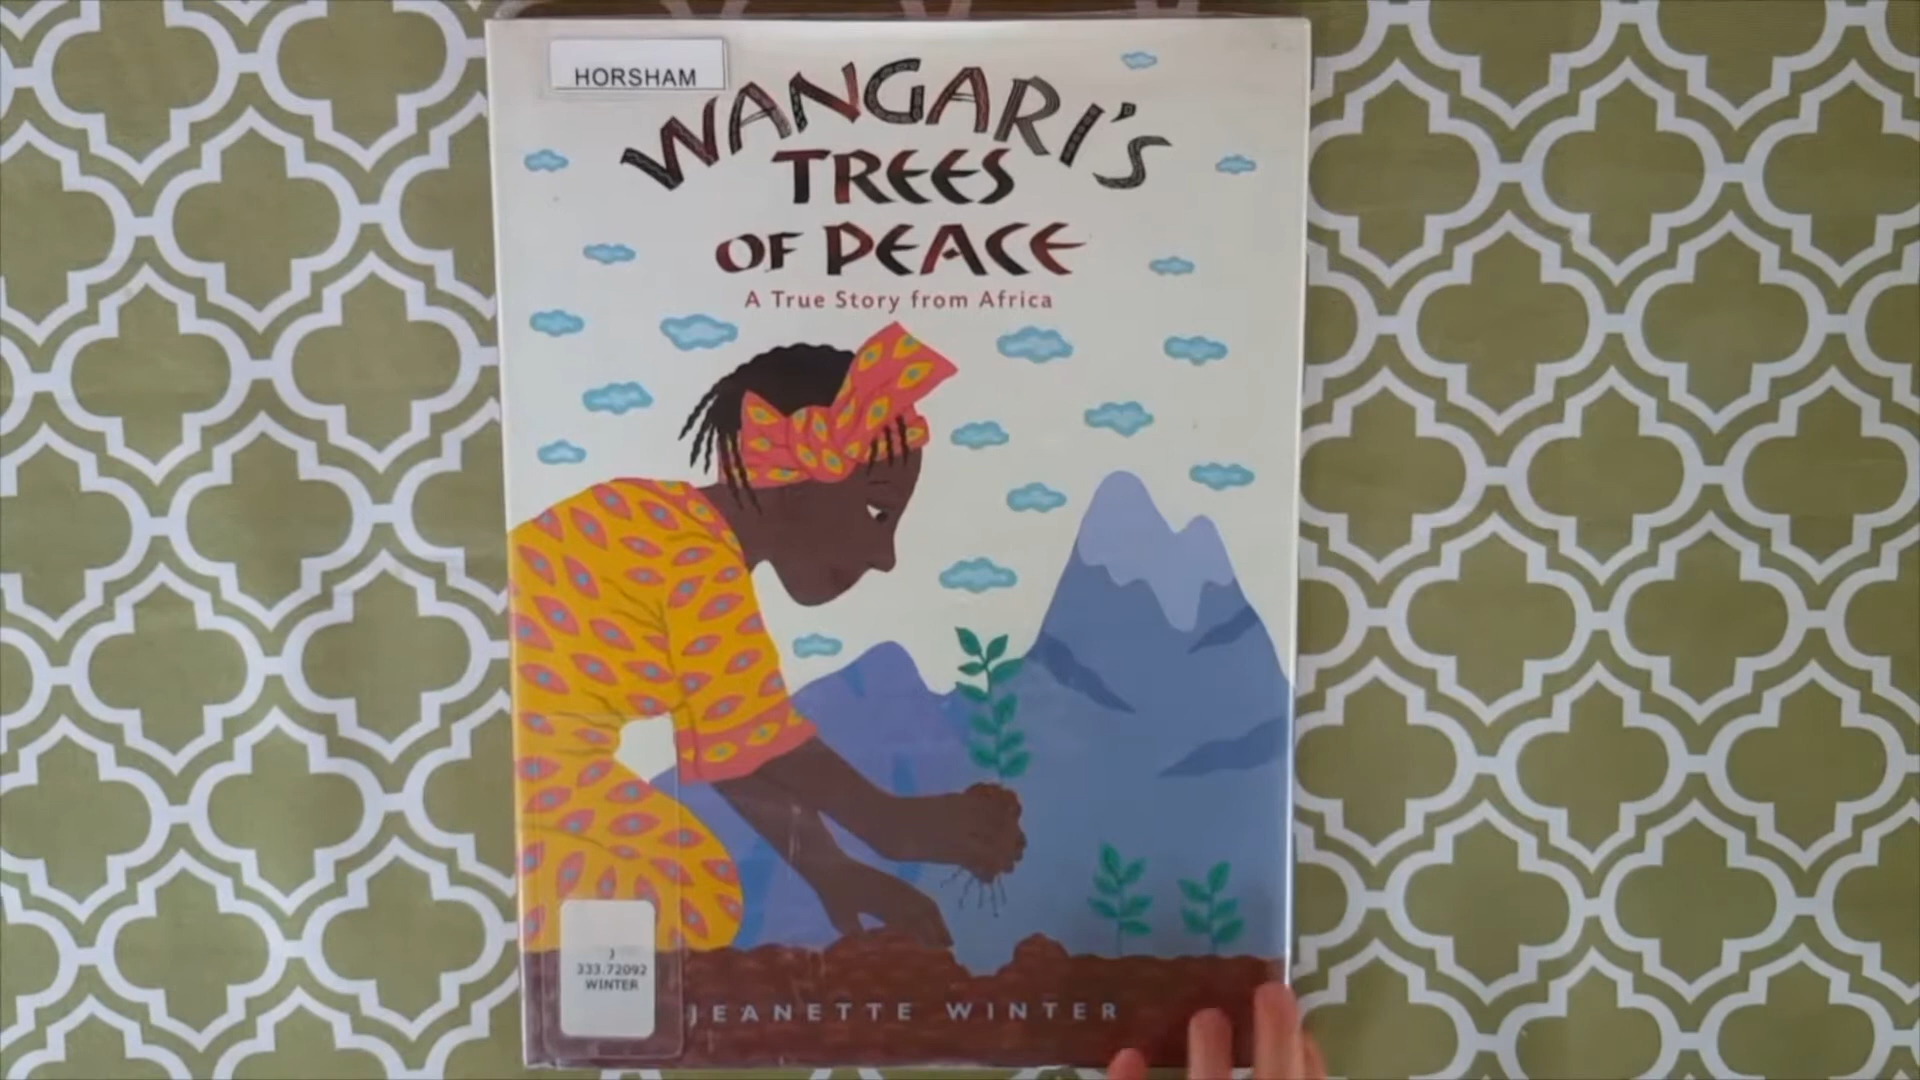 HORSHAM
WANGARI'S
TREES
OF PEACE
A True Story from Africa
J
333.72092
WINTER
JEANETTE WINTER